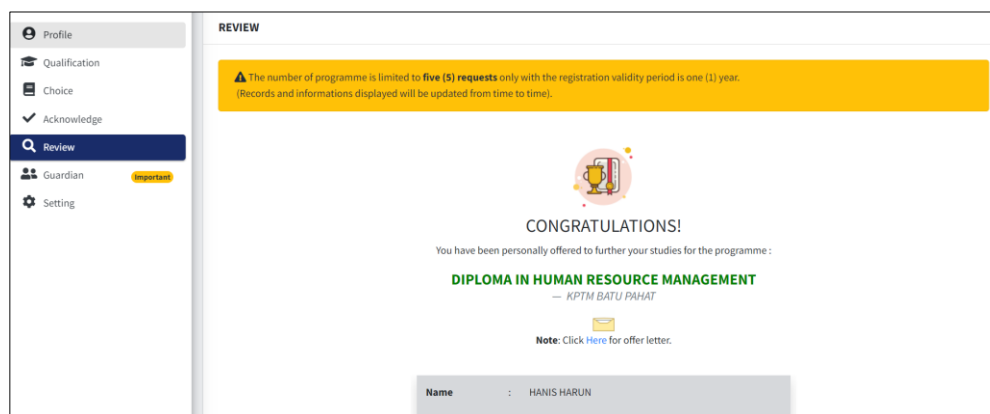 Profile
Qualification
Choice
Acknowledge
Review
Guardian Important
Setting
REVIEW
The number of programme is limited to five (5) requests only with the registration validity period is one (1) year.
(Records and informations displayed will be updated from time to time).
CONGRATULATIONS!
You have been personally offered to further your studies for the programme :
DIPLOMA IN HUMAN RESOURCE MANAGEMENT
— KPTM BATU PAHAT
Note: Click Here for offer letter.
Name : HANIS HARUN